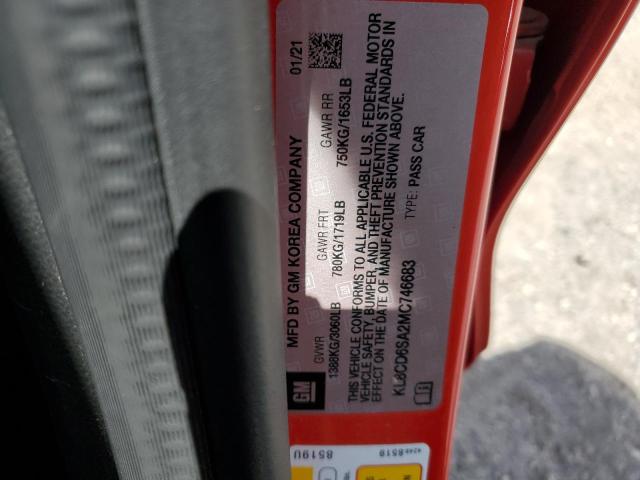 GM
MFD BY GM KOREA COMPANY
01/21
GVWR
GAWR FRT
GAWR RR
1388KG/3060LB
780KG/1719LB
750KG/1653LB
THIS VEHICLE CONFORMS TO ALL APPLICABLE U.S. FEDERAL MOTOR
VEHICLE SAFETY, BUMPER, AND THEFT PREVENTION STANDARDS IN
EFFECT ON THE DATE OF MANUFACTURE SHOWN ABOVE.
KL8CD6SA2MC746683
TYPE: PASS CAR
8519U
8519